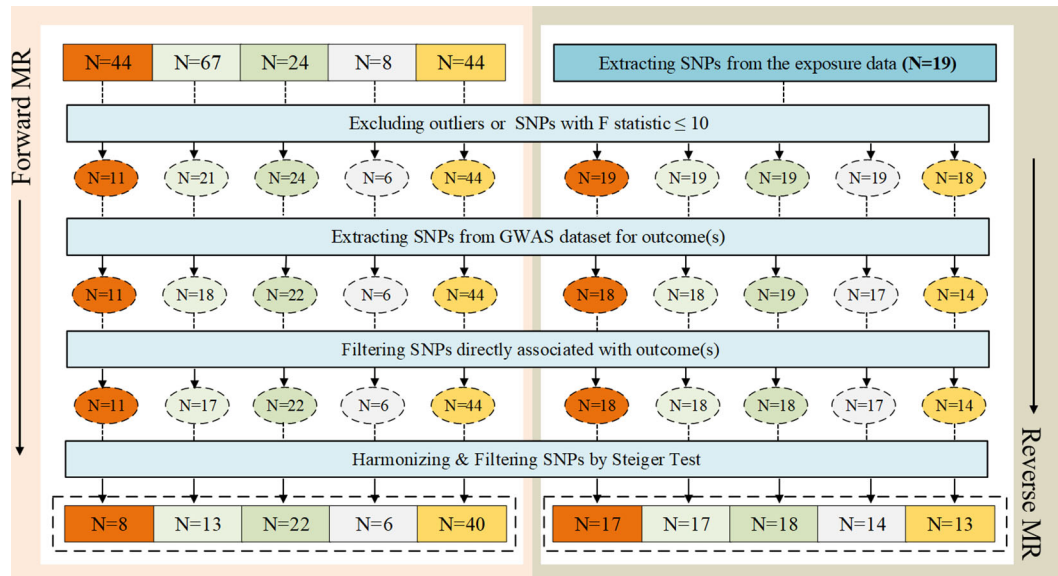 Forward MR
N=44 N=67 N=24 N=8 N=44
Extracting SNPs from the exposure data (N=19)
Excluding outliers or SNPs with F statistic ≤ 10
N=11 N=21 N=24 N=6 N=44 N=19 N=19 N=19 N=19 N=18
Extracting SNPs from GWAS dataset for outcome(s)
N=11 N=18 N=22 N=6 N=44 N=18 N=18 N=19 N=17 N=14
Filtering SNPs directly associated with outcome(s)
N=11 N=17 N=22 N=6 N=44 N=18 N=18 N=18 N=17 N=14
Harmonizing & Filtering SNPs by Steiger Test
N=8 N=13 N=22 N=6 N=40 N=17 N=17 N=18 N=14 N=13
Reverse MR